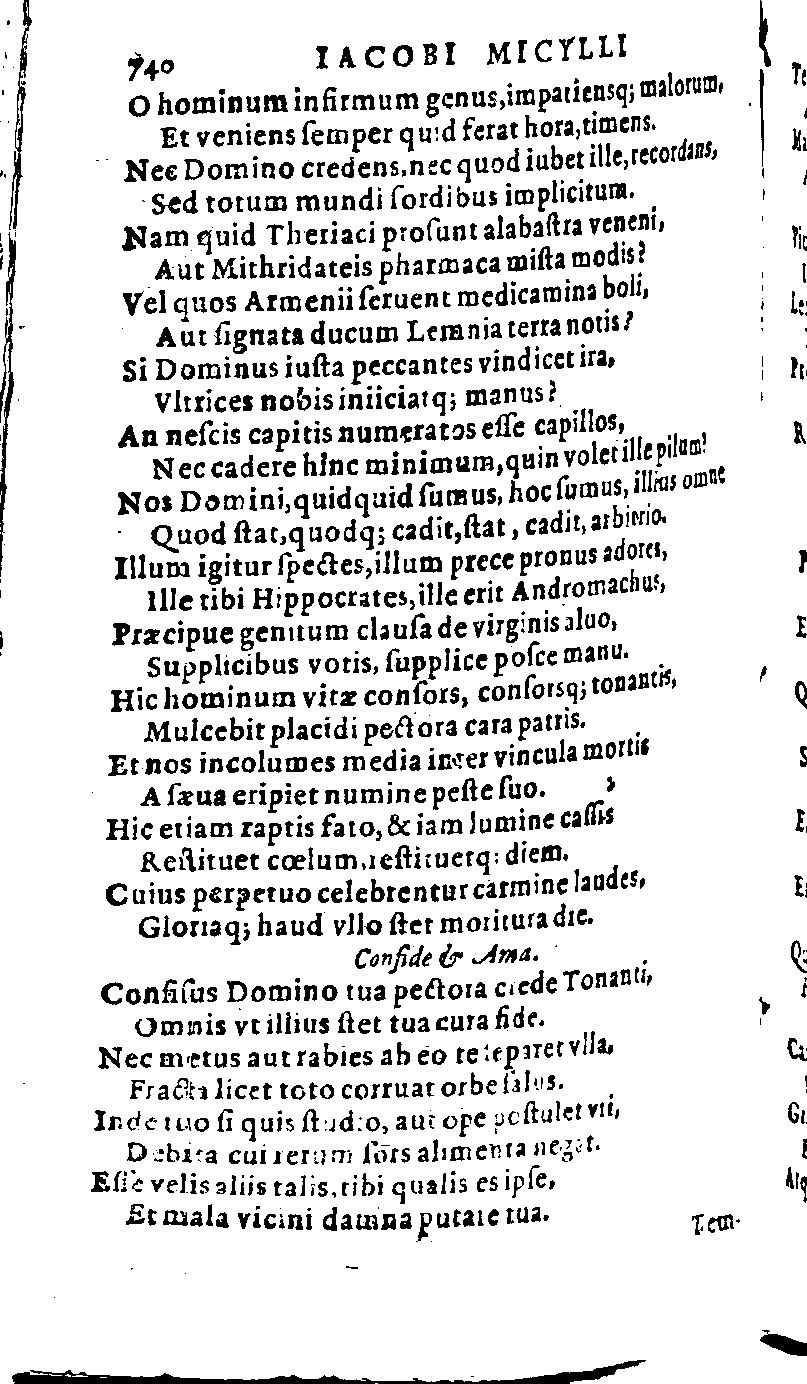 740 IACOBI MICYLLI
O hominum infirmum genus, impatiensq; malorum,
Et veniens ſemper quid ferat hora, timens.
Nec Domino credens, nec quod iubet ille, recordans,
Sed totum mundi ſordibus implicitum.
Nam quid Theriaci proſunt alabaſtra veneni,
Aut Mithridateis pharmaca miſta modis?
Vel quos Armenii ſeruent medicamina boli,
Aut ſignata ducum Lemnia terra notis?
Si Dominus iuſta peccantes vindicet ira,
Vltrices nobis iniiciatq; manus?
An neſcis capitis numeratos eſſe capillos,
Nec cadere hinc minimum, quin volet ille pilum?
Nos Domini, quidquid ſumus, hoc ſumus, illius omne
Quod ſtat, quodq; cadit, ſtat, cadit, arbitrio.
Illum igitur ſpectes, illum prece pronus adores,
Ille tibi Hippocrates, ille erit Andromachus,
Præcipue genitum clauſa de virginis aluo,
Supplicibus votis, ſupplice poſce manu.
Hic hominum vitæ conſors, conſorsq; tonantis,
Mulcebit placidi pectora cara patris.
Et nos incolumes media inter vincula mortis
A ſæua eripiet numine peſte ſuo.
Hic etiam raptis fato, & iam lumine caſſis
Reſtituet cœlum, reſtituetq; diem.
Cuius perpetuo celebrentur carmine laudes,
Gloriaq; haud vllo ſtet moritura die.
Confide & Ama.
Confiſus Domino tua pectora crede Tonanti,
Omnis vt illius ſtet tua cura fide.
Nec metus aut rabies ab eo te ſeparet vlla,
Fracta licet toto corruat orbe ſalus.
Inde tuo ſi quis ſtudio, aut ope poſtulet vti,
Debita cui rerum ſors alimenta negat.
Eſſe velis aliis talis, tibi qualis es ipſe,
Et mala vicini damna putare tua.
Tem-